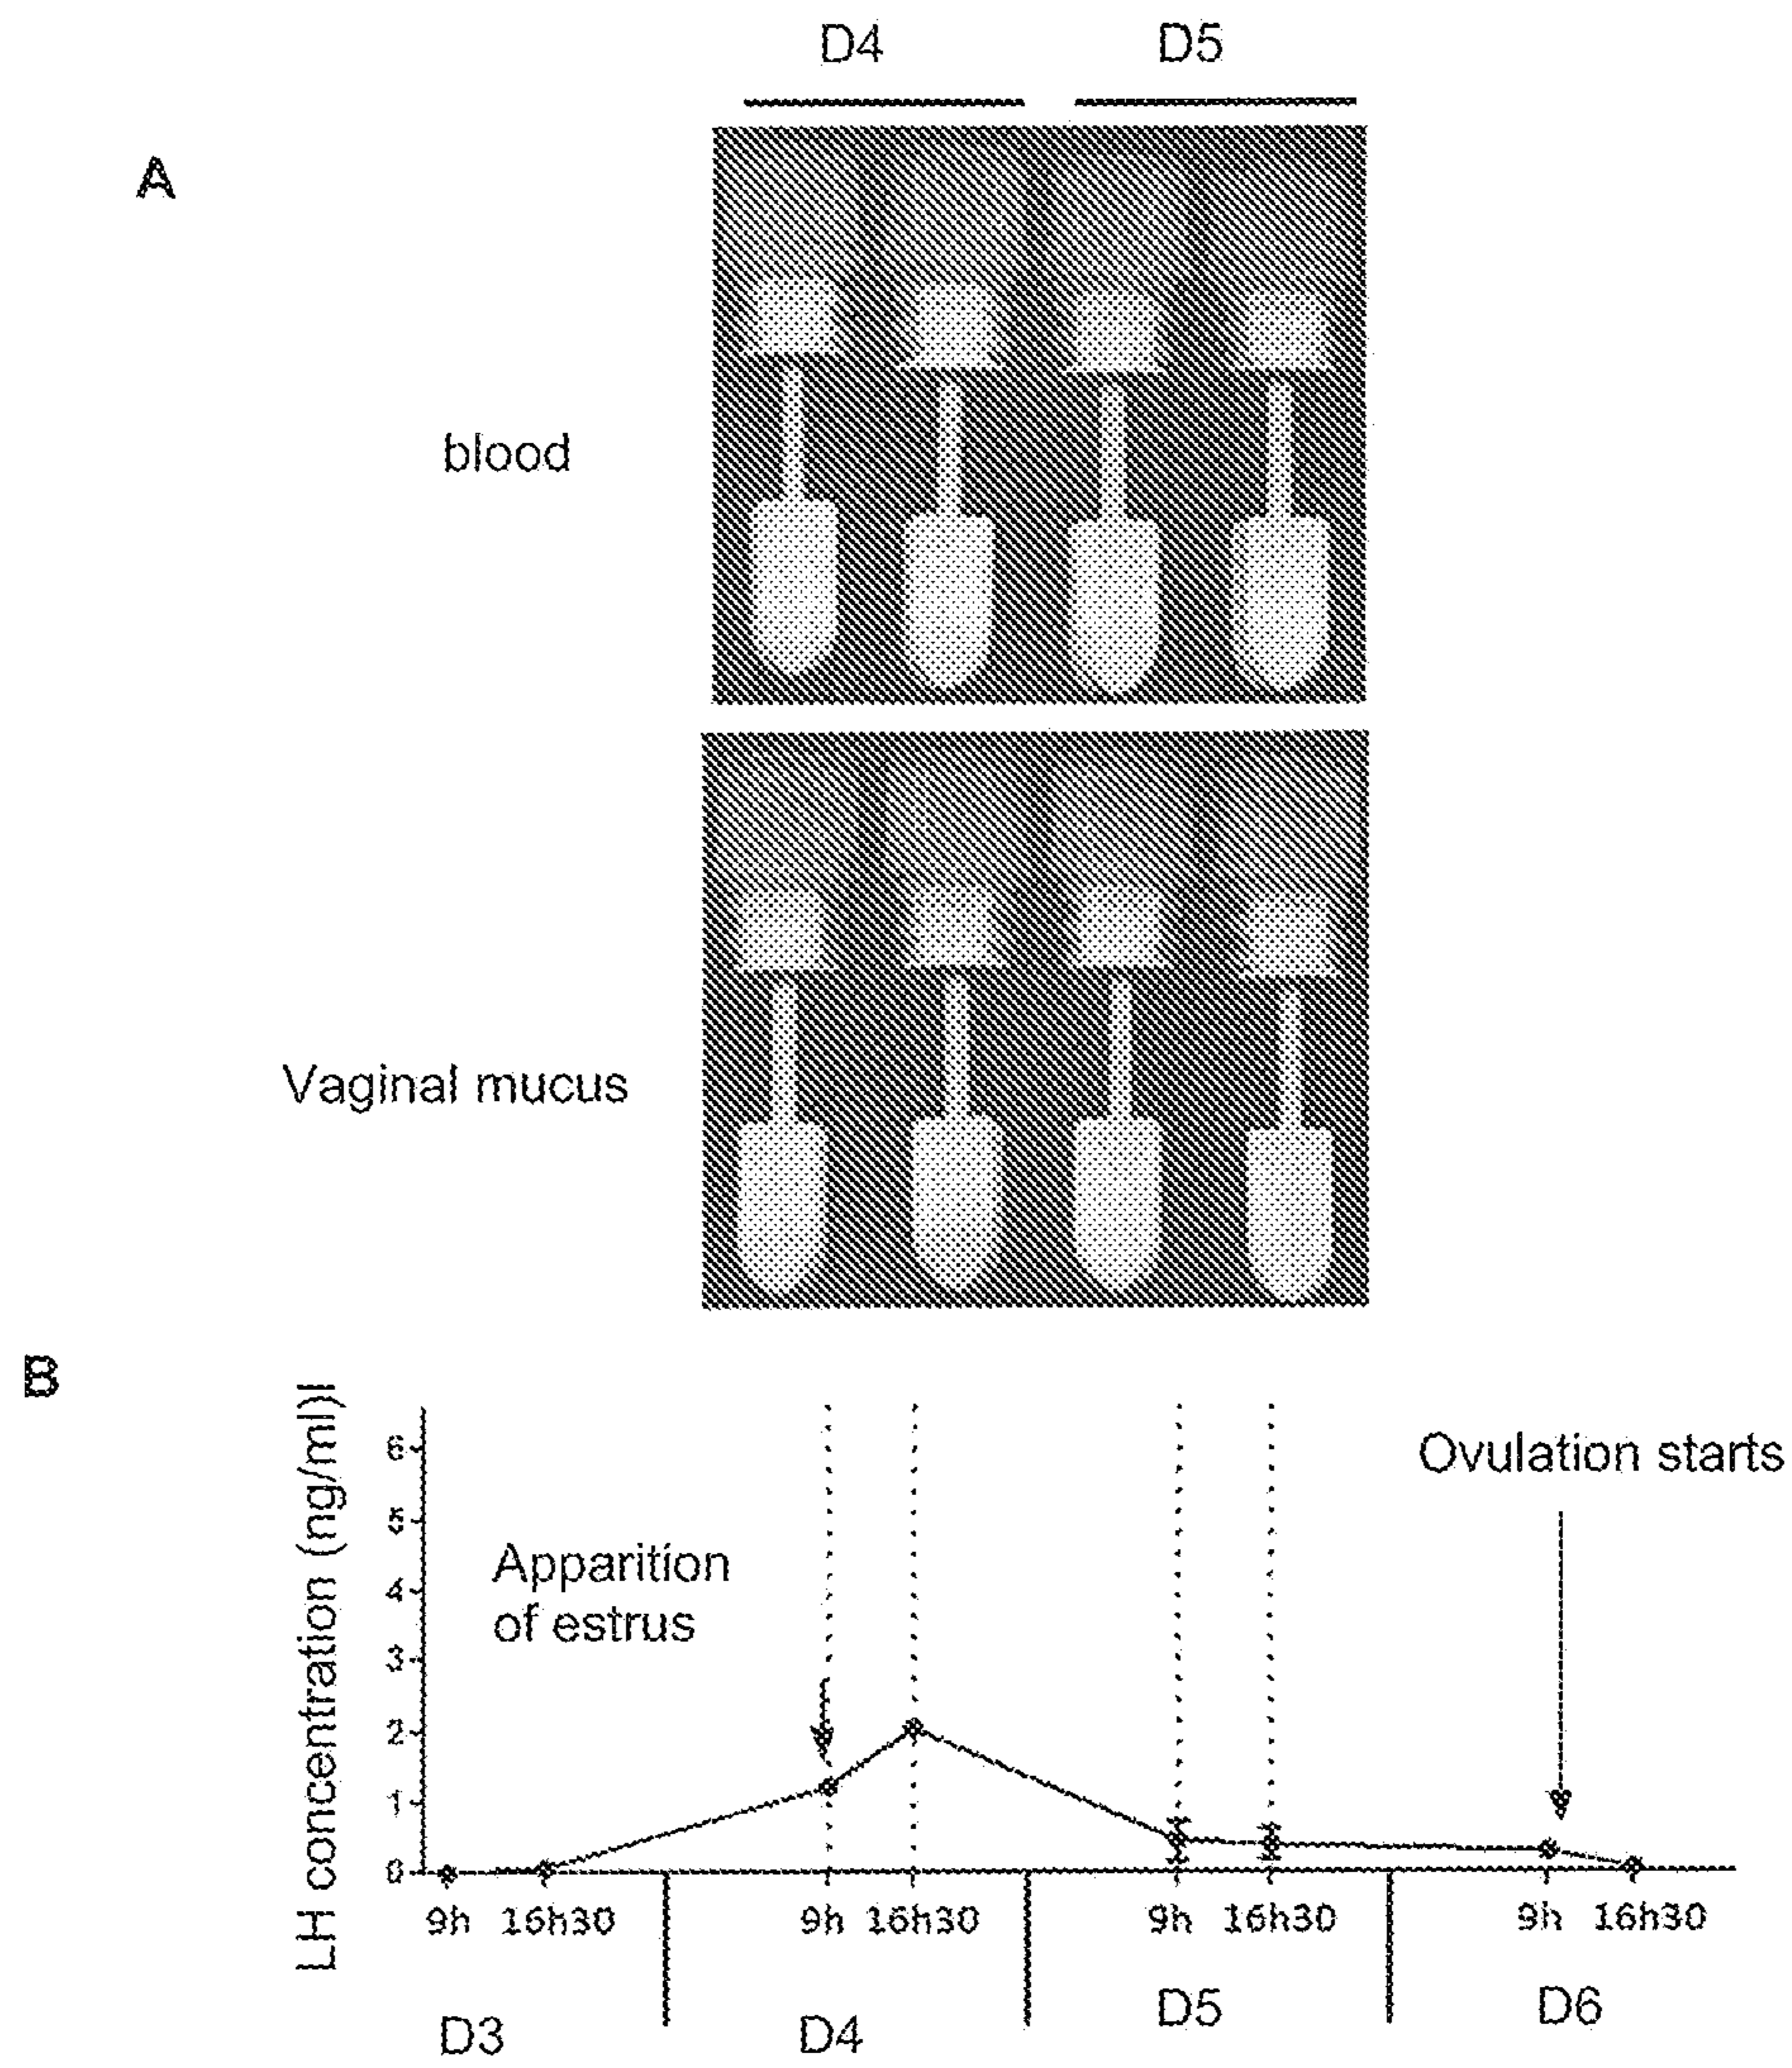 D4 D5
A
blood
Vaginal mucus
B
LH concentration (ng/ml)l
6
5
4
3
2
1
0
Apparition
of estrus
Ovulation starts
9h 16h30 9h 16h30 9h 16h30 9h 16h30
D3 D4 D5 D6